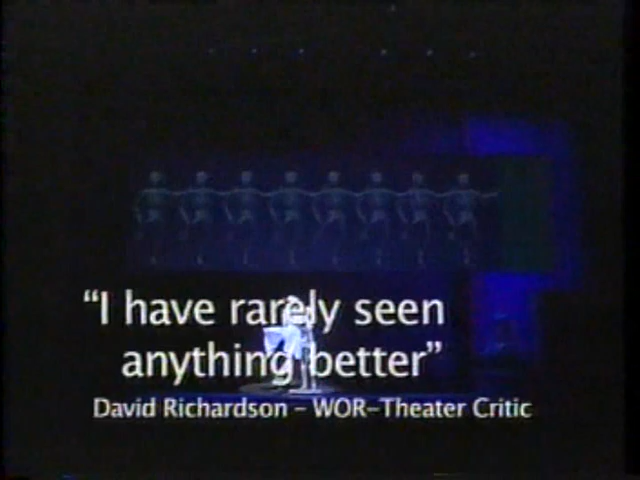 “I have rarely seen
anything better”
David Richardson – WOR–Theater Critic